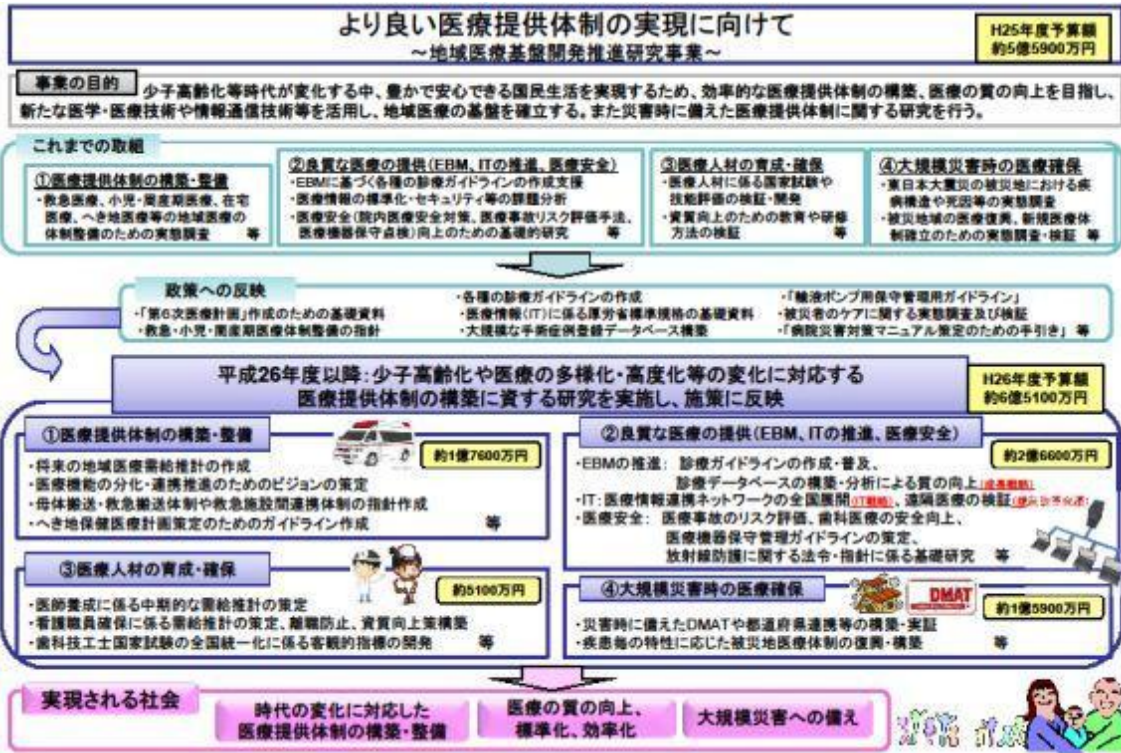 より良い医療提供体制の実現に向けて
～地域医療基盤開発推進研究事業～
H25年度予算額
約5億5900万円
事業の目的
少子高齢化等時代が変化する中、豊かで安心できる国民生活を実現するため、効率的な医療提供体制の構築、医療の質の向上を目指し、
新たな医学・医療技術や情報通信技術等を活用し、地域医療の基盤を確立する。また災害時に備えた医療提供体制に関する研究を行う。
これまでの取組
①医療提供体制の構築・整備
・救急医療、小児・周産期医療、在宅
医療、へき地医療等の地域医療の
体制整備のための実態調査　等
②良質な医療の提供(EBM、ITの推進、医療安全)
・EBMに基づく各種の診療ガイドラインの作成支援
・医療情報の標準化・セキュリティ等の課題分析
・医療安全(院内医療安全対策、医療事故リスク評価手法、
医療機器保守点検)向上のための基礎的研究　等
③医療人材の育成・確保
・医療人材に係る国家試験や
技能評価の検証・開発
・資質向上のための教育や研修
方法の検証　等
④大規模災害時の医療確保
・東日本大震災の被災地における疾
病構造や死因等の実態調査
・被災地域の医療復興、新規医療体
制確立のための実態調査・検証　等
政策への反映
・「第6次医療計画」作成のための基礎資料
・救急・小児・周産期医療体制整備の指針
・各種の診療ガイドラインの作成
・医療情報(IT)に係る厚労省標準規格の基礎資料
・大規模な手術症例登録データベース構築
・「輸液ポンプ用保守管理用ガイドライン」
・被災者のケアに関する実態調査及び検証
・「病院災害対策マニュアル策定のための手引き」　等
平成26年度以降：少子高齢化や医療の多様化・高度化等の変化に対応する
医療提供体制の構築に資する研究を実施し、施策に反映
H26年度予算額
約6億5100万円
①医療提供体制の構築・整備
約1億7600万円
・将来の地域医療需給推計の作成
・医療機能の分化・連携推進のためのビジョンの策定
・母体搬送・救急搬送体制や救急施設間連携体制の指針作成
・へき地保健医療計画策定のためのガイドライン作成　等
②良質な医療の提供(EBM、ITの推進、医療安全)
約2億6600万円
・EBMの推進：診療ガイドラインの作成・普及、
診療データベースの構築・分析による質の向上(成長戦略)
・IT：医療情報連携ネットワークの全国展開(IT戦略)、遠隔医療の検証
・医療安全：医療事故のリスク評価、歯科医療の安全向上、
医療機器保守管理ガイドラインの策定、
放射線防護に関する法令・指針に係る基礎研究　等
③医療人材の育成・確保
約5100万円
・医師養成に係る中期的な需給推計の策定
・看護職員確保に係る需給推計の策定、離職防止、資質向上策構築
・歯科技工士国家試験の全国統一化に係る客観的指標の開発　等
④大規模災害時の医療確保
DMAT
約1億5900万円
・災害時に備えたDMATや都道府県連携等の構築・実証
・疾患毎の特性に応じた被災地医療体制の復興・構築　等
実現される社会
時代の変化に対応した
医療提供体制の構築・整備
医療の質の向上、
標準化、効率化
大規模災害への備え